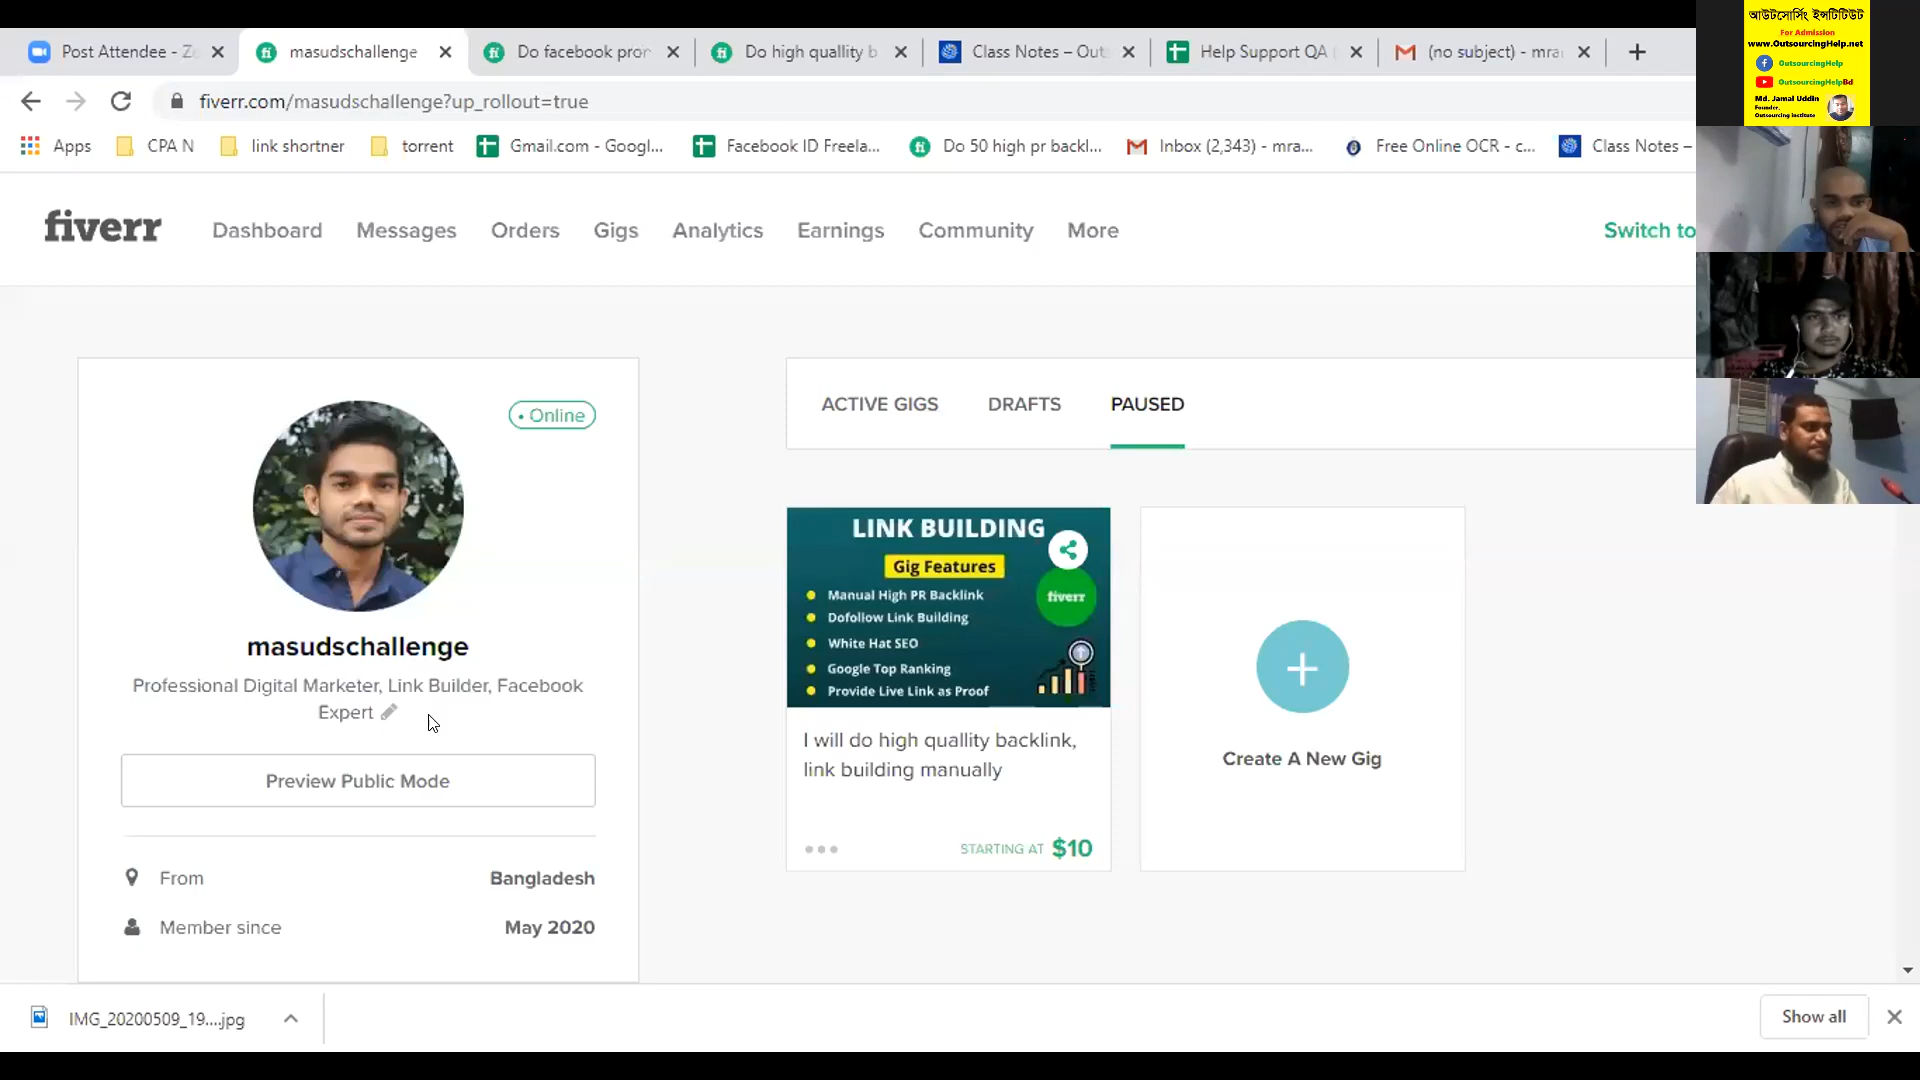 Post Attendee - Zo
masudschallenge
Do facebook pror
Do high quallity b
Class Notes – Out
Help Support QA
(no subject) - mra
fiverr.com/masudschallenge?up_rollout=true
Apps
CPA N
link shortner
torrent
Gmail.com - Googl...
Facebook ID Freela...
Do 50 high pr backl...
Inbox (2,343) - mra...
Free Online OCR - c...
Class Notes –
আউটসোর্সিং ইন্সটিটিউট
For Admission
www.OutsourcingHelp.net
OutsourcingHelp
OutsourcingHelpBd
Md. Jamal Uddin
Founder,
Outsourcing Institute
fiverr
Dashboard
Messages
Orders
Gigs
Analytics
Earnings
Community
More
Switch to
• Online
masudschallenge
Professional Digital Marketer, Link Builder, Facebook
Expert
Preview Public Mode
From
Bangladesh
Member since
May 2020
ACTIVE GIGS
DRAFTS
PAUSED
LINK BUILDING
Gig Features
Manual High PR Backlink
Dofollow Link Building
White Hat SEO
Google Top Ranking
Provide Live Link as Proof
fiverr
I will do high quallity backlink,
link building manually
STARTING AT $10
Create A New Gig
IMG_20200509_19....jpg
Show all